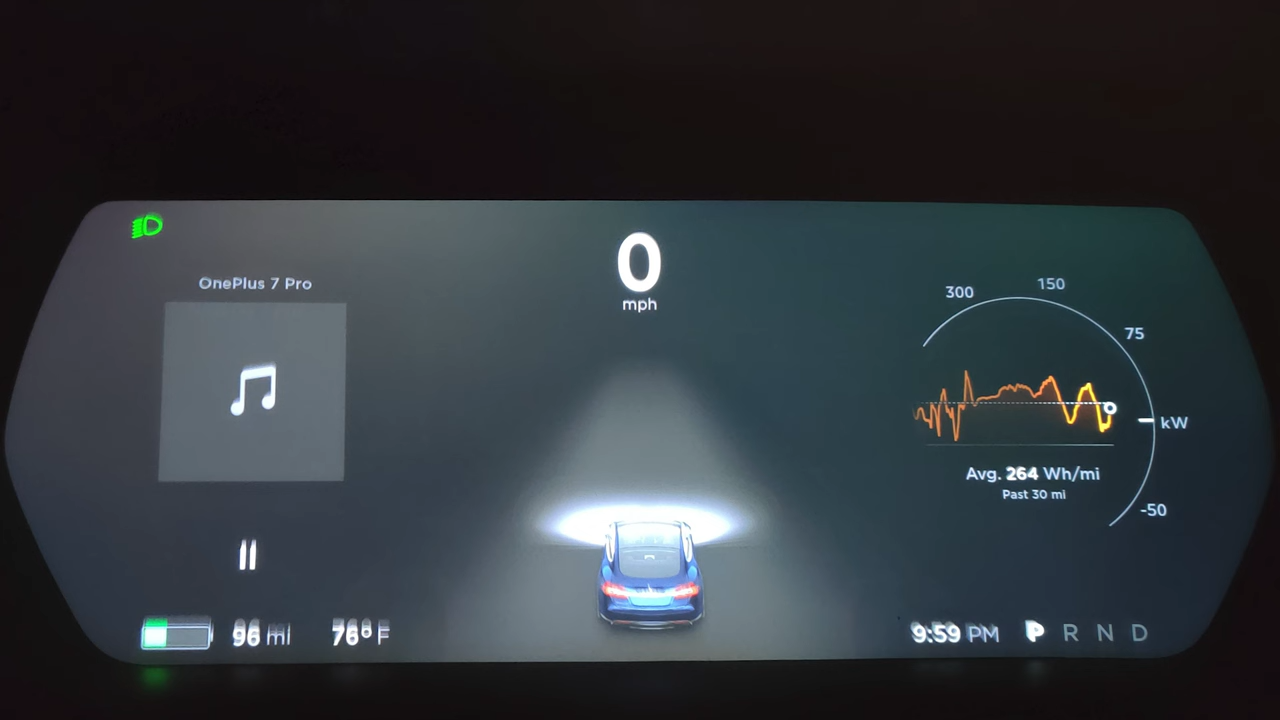 OnePlus 7 Pro
0
mph
300
150
75
kW
-50
Avg. 264 Wh/mi
Past 30 mi
96 mi
76° F
9:59 PM
P R N D